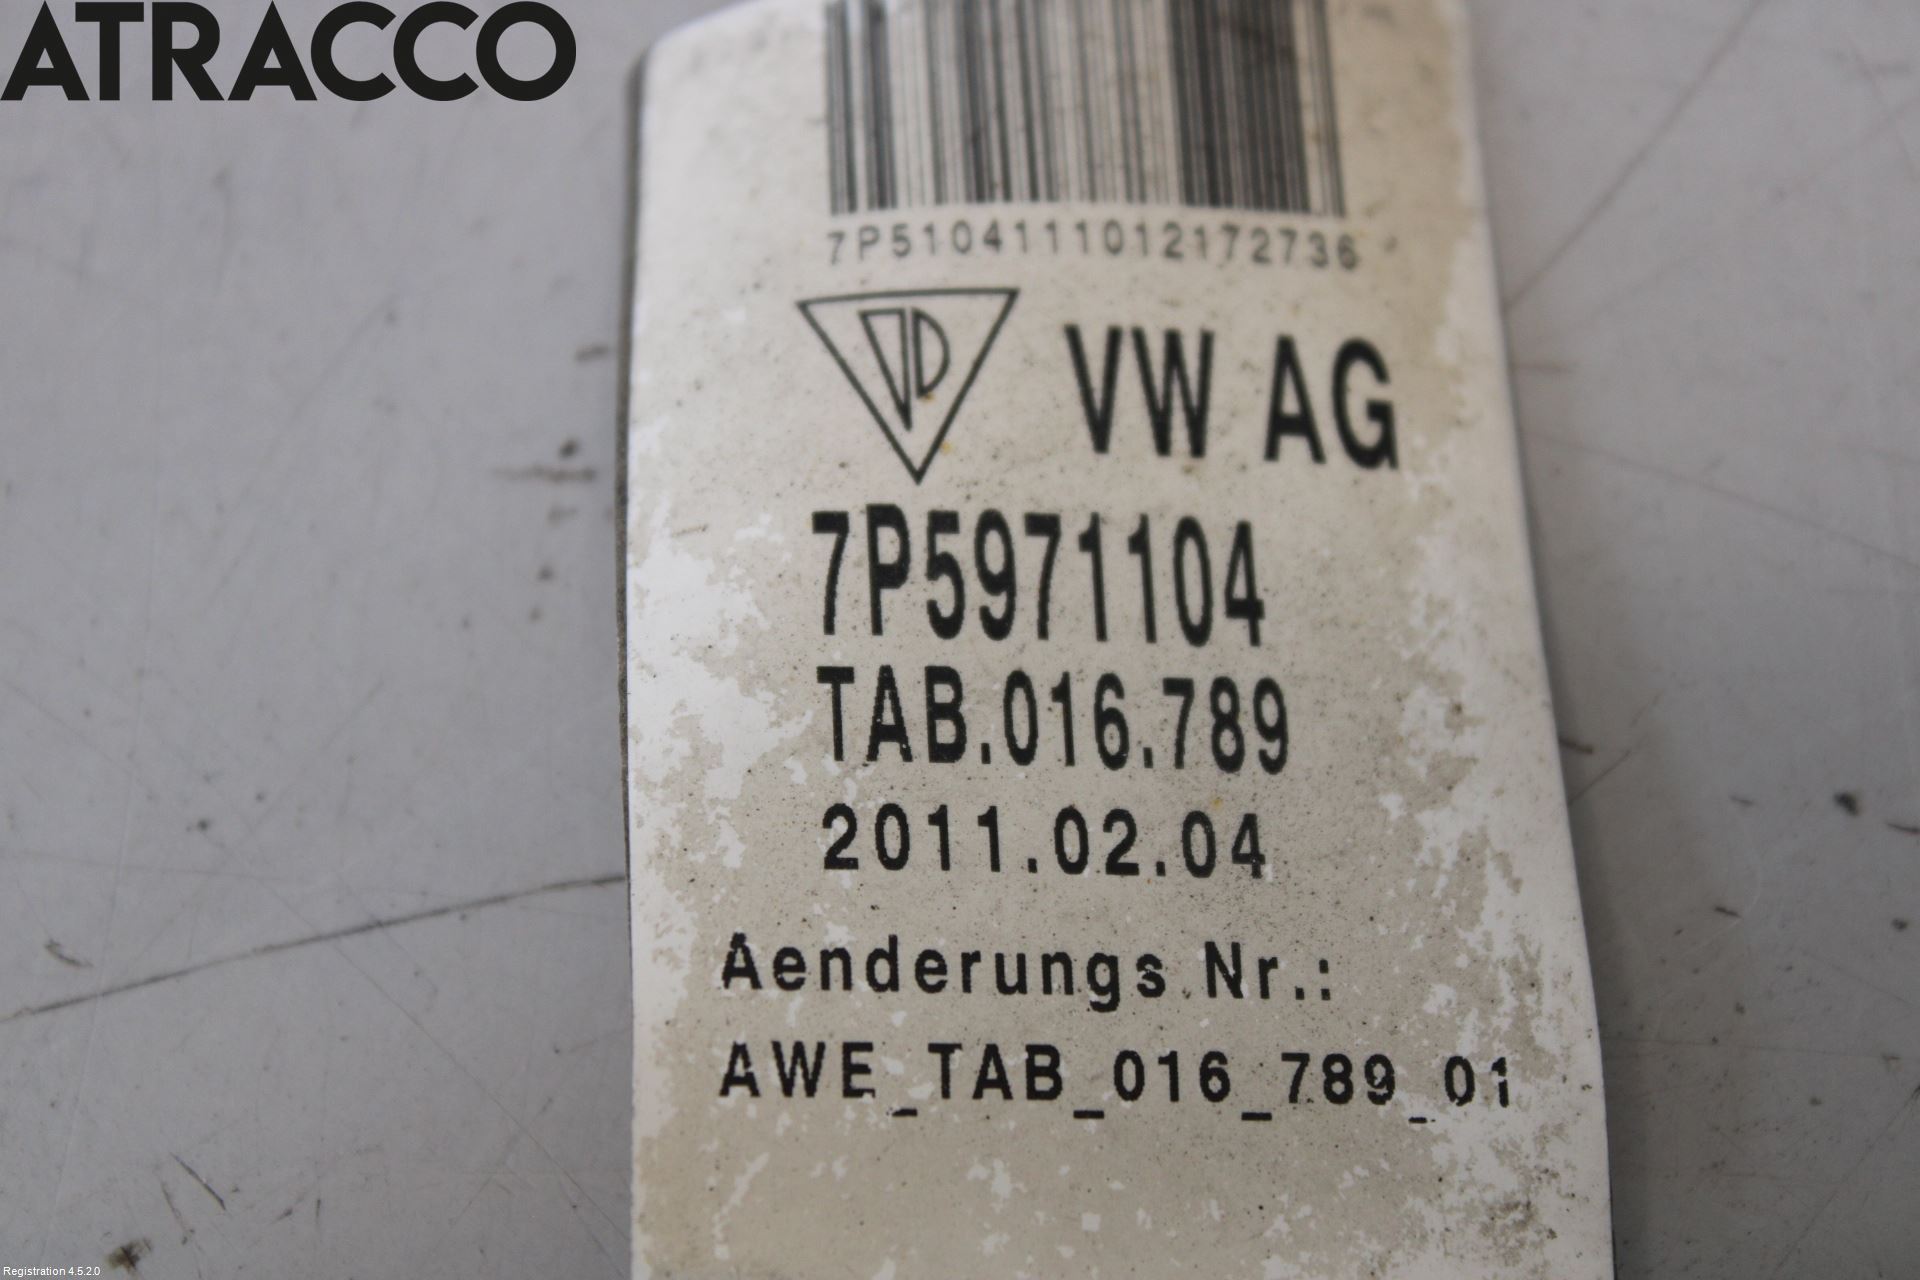 ATRACCO
7P5104111012172736
VW AG
7P5971104
TAB.016.789
2011.02.04
Aenderungs Nr.:
AWE_TAB_016_789_01
Registration 4.5.2.0